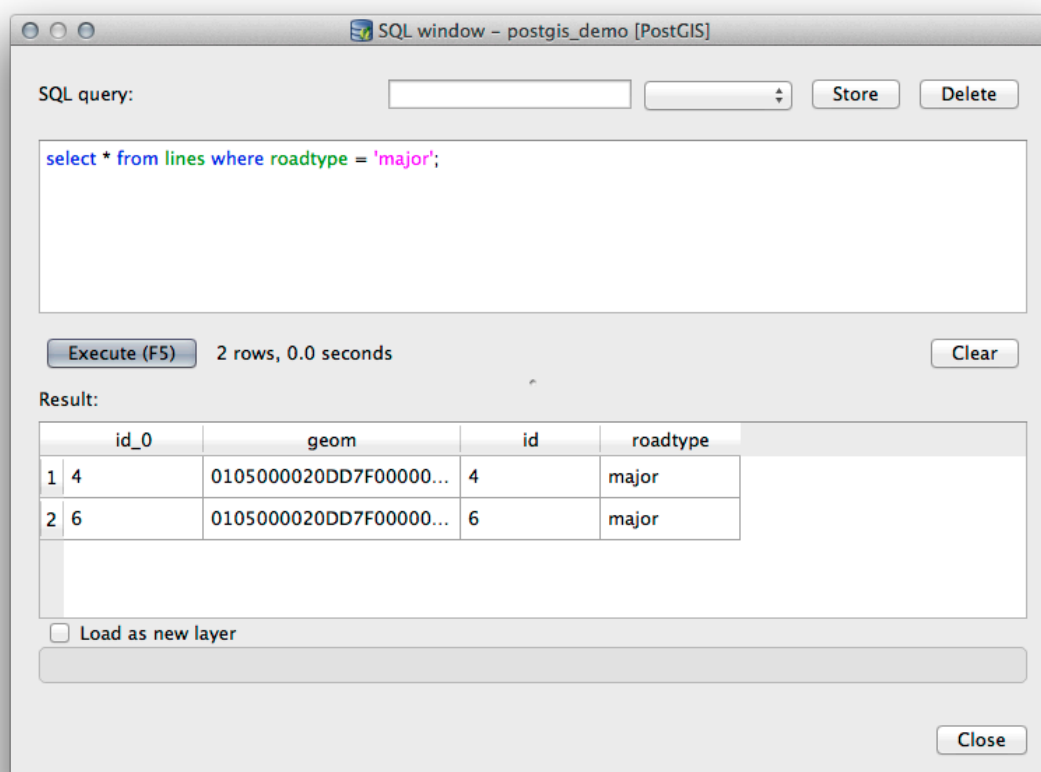 SQL window – postgis_demo [PostGIS]
SQL query:
Store
Delete
select * from lines where roadtype = 'major';
Execute (F5)
2 rows, 0.0 seconds
Clear
Result:
id_0 geom id roadtype
1 4 0105000020DD7F00000... 4 major
2 6 0105000020DD7F00000... 6 major
Load as new layer
Close